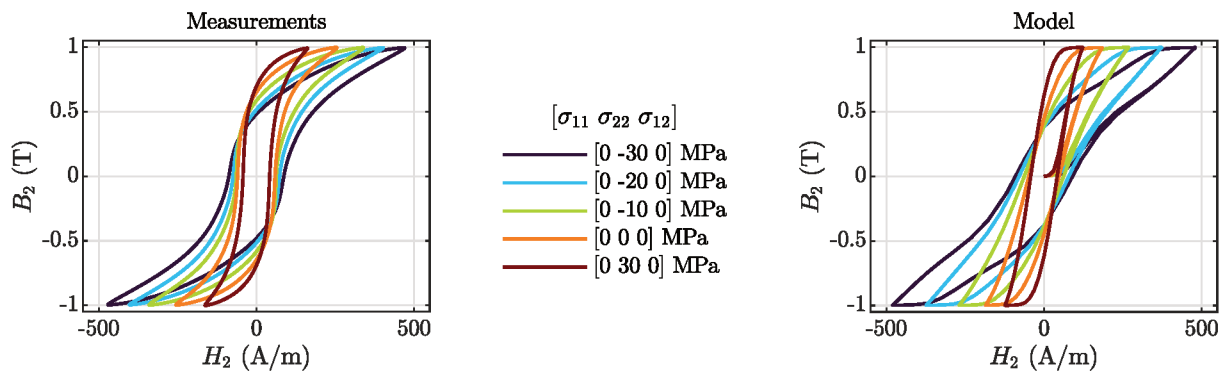 Measurements
1
0.5
0
-0.5
-1
B₂ (T)
-500
0
500
H₂ (A/m)
[σ₁₁ σ₂₂ σ₁₂]
[0 -30 0] MPa
[0 -20 0] MPa
[0 -10 0] MPa
[0 0 0] MPa
[0 30 0] MPa
Model
1
0.5
0
-0.5
-1
B₂ (T)
-500
0
500
H₂ (A/m)